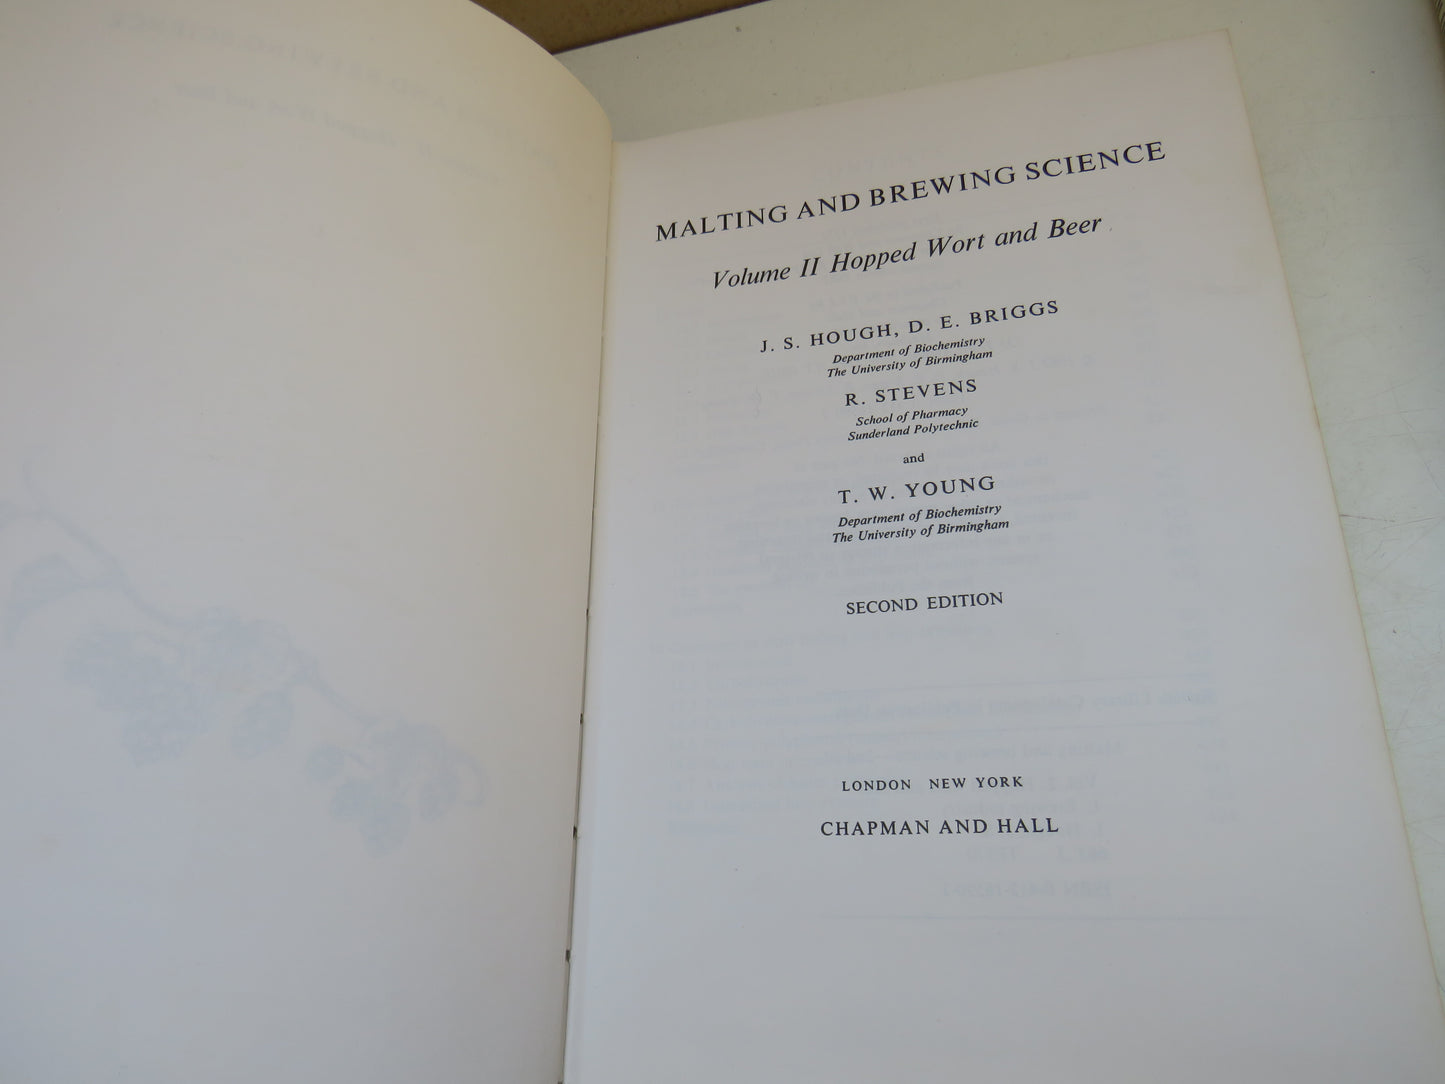 MALTING AND BREWING SCIENCE
Volume II Hopped Wort and Beer
J. S. HOUGH, D. E. BRIGGS
Department of Biochemistry
The University of Birmingham
R. STEVENS
School of Pharmacy
Sunderland Polytechnic
and
T. W. YOUNG
Department of Biochemistry
The University of Birmingham
SECOND EDITION
LONDON NEW YORK
CHAPMAN AND HALL